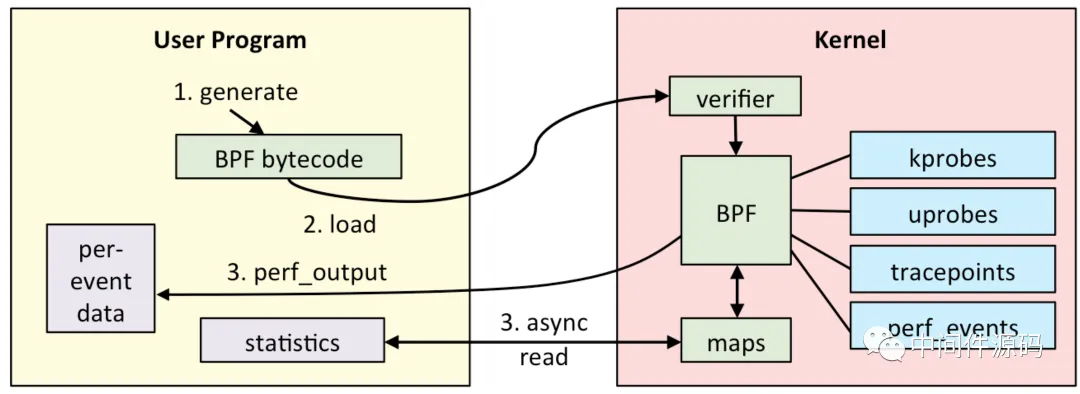 User Program
1. generate
BPF bytecode
2. load
per-
event
data
3. perf_output
statistics
3. async
read
Kernel
verifier
BPF
maps
kprobes
uprobes
tracepoints
perf_events
中间件源码